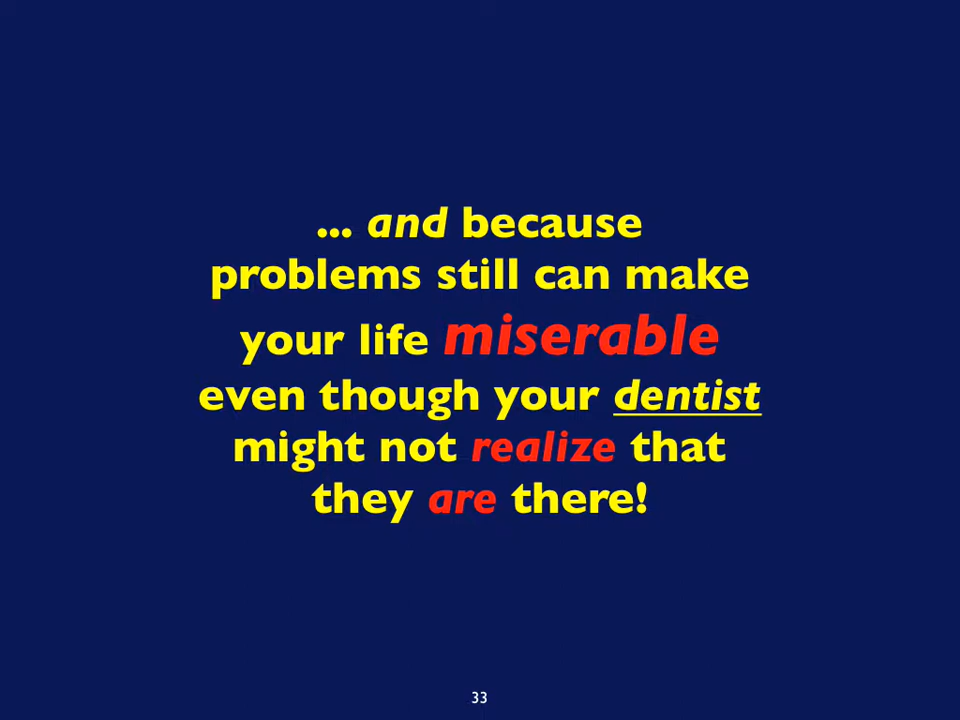 ... and because
problems still can make
your life miserable
even though your dentist
might not realize that
they are there!
33